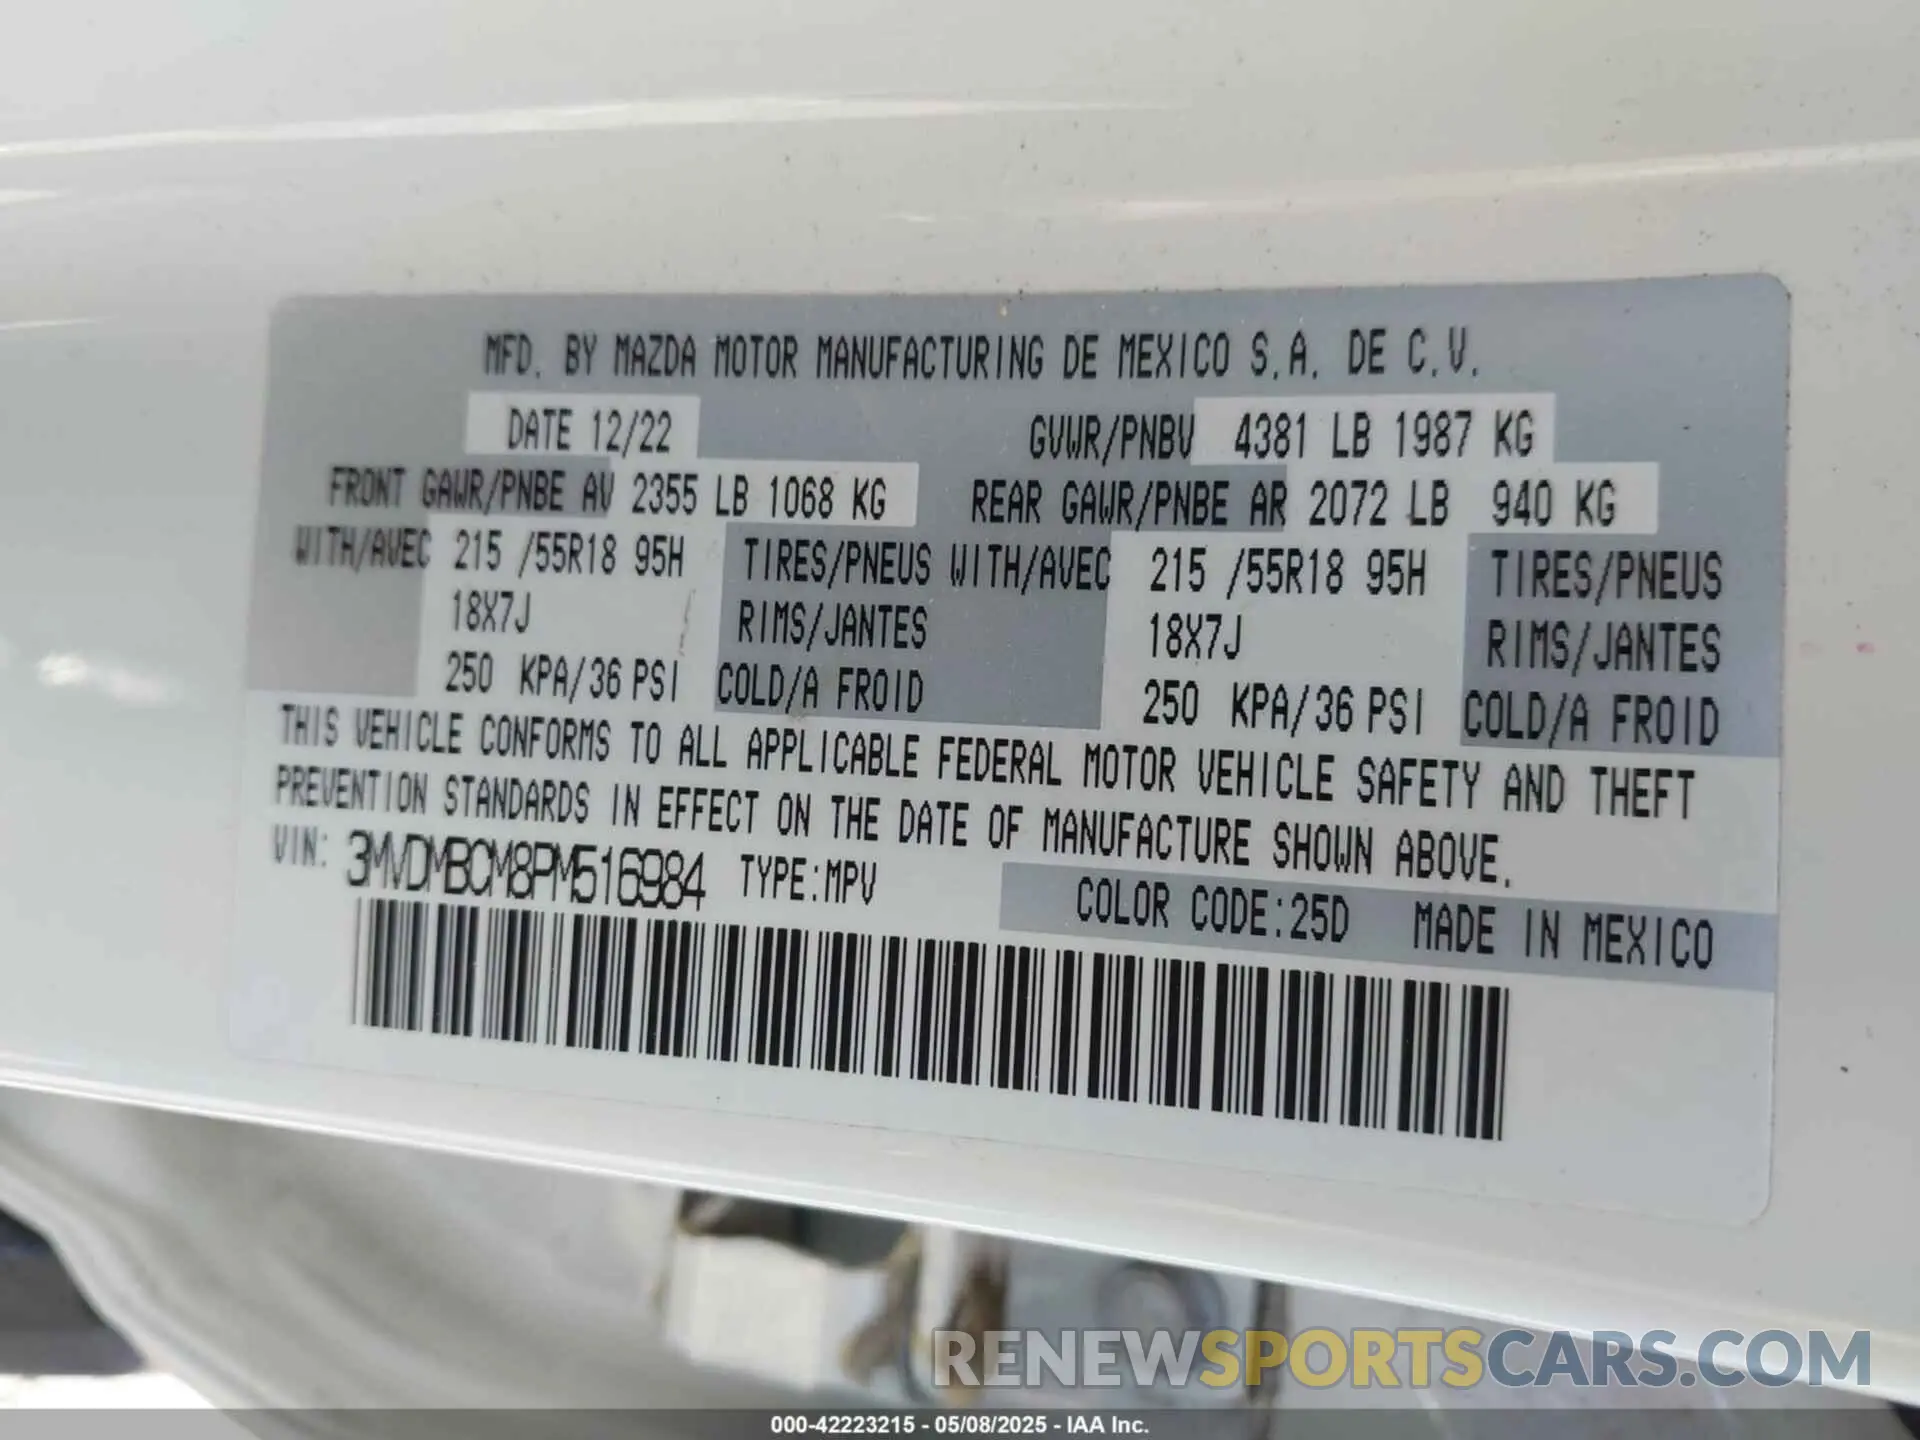 MFD. BY MAZDA MOTOR MANUFACTURING DE MEXICO S.A. DE C.V.
DATE 12/22 GVWR/PNBV 4381 LB 1987 KG
FRONT GAWR/PNBE AV 2355 LB 1068 KG REAR GAWR/PNBE AR 2072 LB 940 KG
WITH/AVEC 215 /55R18 95H TIRES/PNEUS WITH/AVEC 215 /55R18 95H TIRES/PNEUS
18X7J RIMS/JANTES 18X7J RIMS/JANTES
250 KPA/36 PSI COLD/A FROID 250 KPA/36 PSI COLD/A FROID
THIS VEHICLE CONFORMS TO ALL APPLICABLE FEDERAL MOTOR VEHICLE SAFETY AND THEFT
PREVENTION STANDARDS IN EFFECT ON THE DATE OF MANUFACTURE SHOWN ABOVE.
VIN: 3MVDMBCM8PM516984 TYPE:MPV COLOR CODE:25D MADE IN MEXICO
RENEWSPORTSCARS.COM
000-42223215 - 05/08/2025 - IAA Inc.